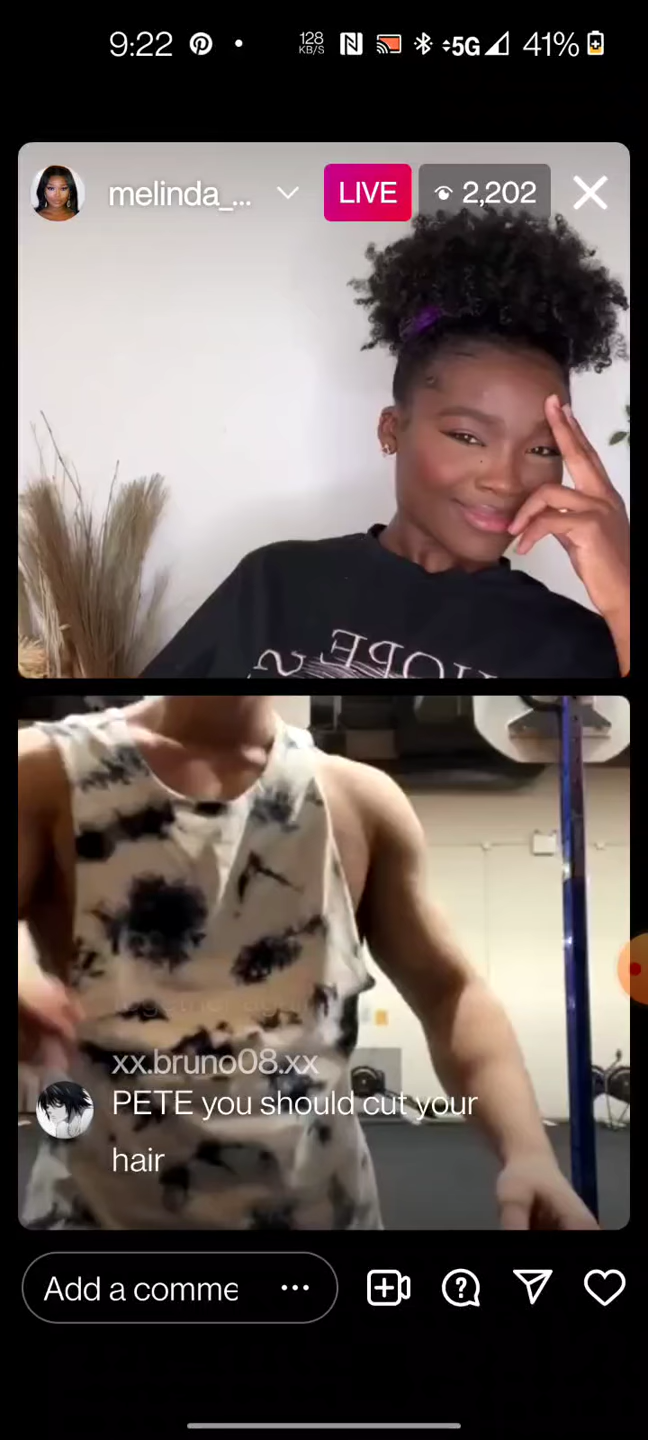 9:22
128
KB/S
5G
41%
melinda_...
LIVE
2,202
HOPE
xx.bruno08.xx
PETE you should cut your
hair
Add a comme